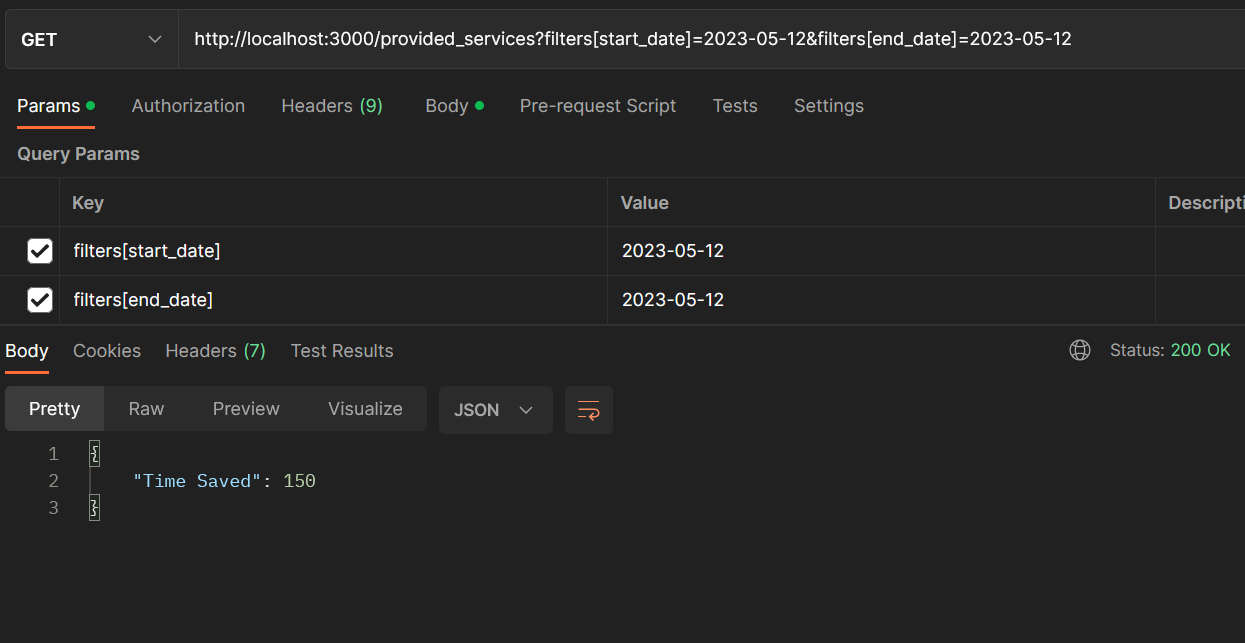 GET http://localhost:3000/provided_services?filters[start_date]=2023-05-12&filters[end_date]=2023-05-12
Params Authorization Headers (9) Body Pre-request Script Tests Settings
Query Params
Key Value Descripti
filters[start_date] 2023-05-12
filters[end_date] 2023-05-12
Body Cookies Headers (7) Test Results Status: 200 OK
Pretty Raw Preview Visualize JSON
1 {
2 "Time Saved": 150
3 }